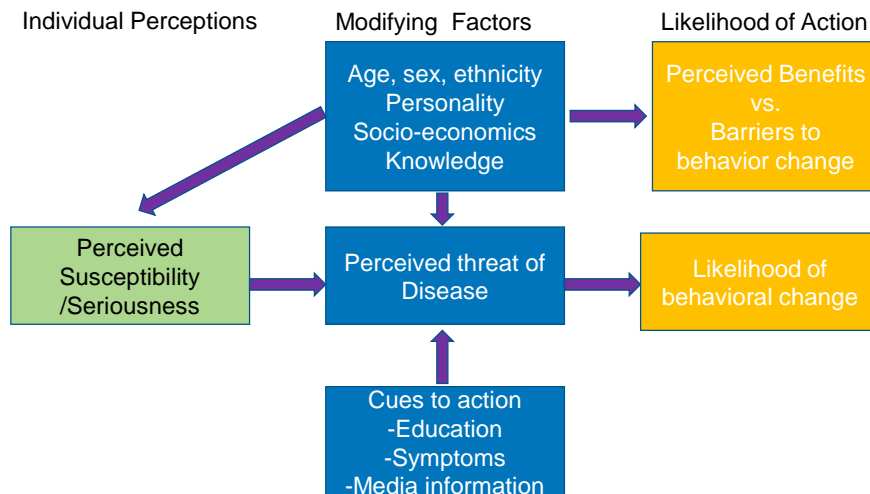 Individual Perceptions
Modifying Factors
Likelihood of Action
Age, sex, ethnicity
Personality
Socio-economics
Knowledge
Perceived Benefits
vs.
Barriers to
behavior change
Perceived
Susceptibility
/Seriousness
Perceived threat of
Disease
Likelihood of
behavioral change
Cues to action
-Education
-Symptoms
-Media information